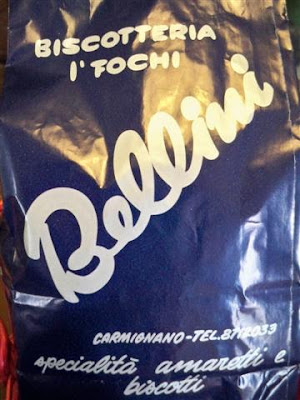 BISCOTTERIA
I' FOCHI
Bellini
CARMIGNANO-TEL. 8712033
specialità amaretti e
biscotti